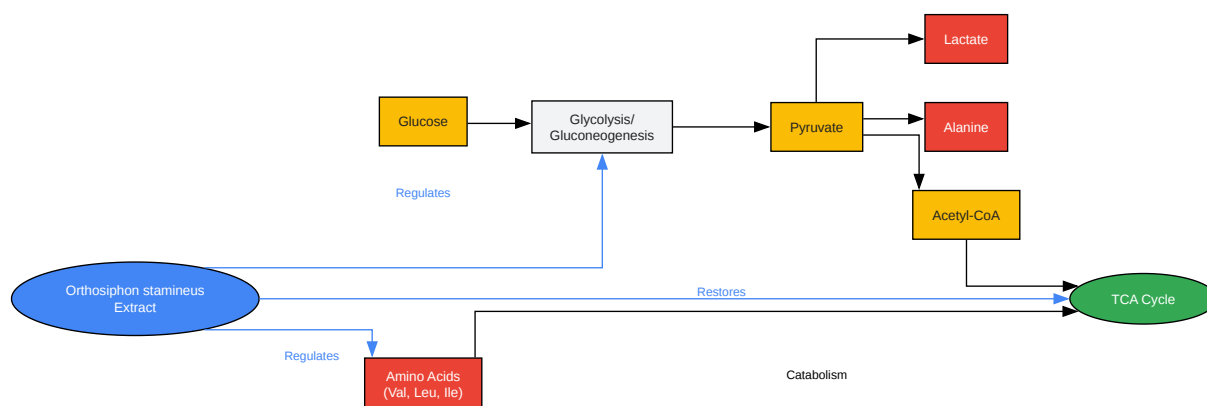 Lactate
Glucose
Glycolysis/
Gluconeogenesis
Pyruvate
Alanine
Regulates
Acetyl-CoA
Orthosiphon stamineus
Extract
Restores
TCA Cycle
Regulates
Amino Acids
(Val, Leu, Ile)
Catabolism